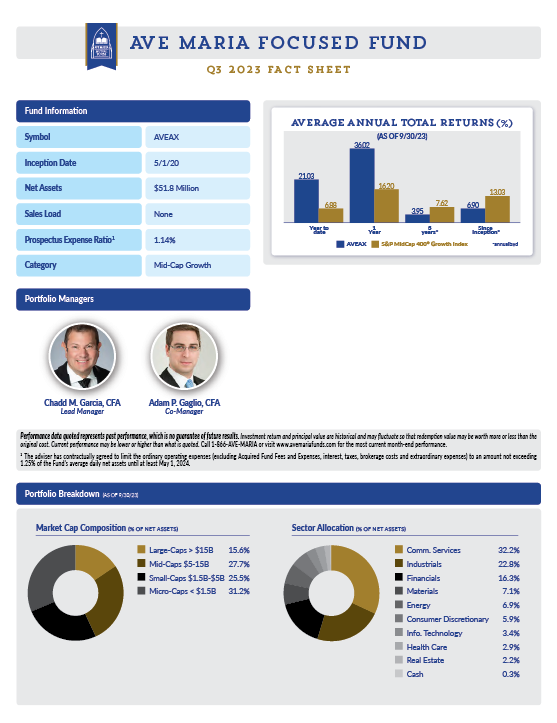 AVE MARIA
AVE MARIA FOCUSED FUND
Q3 2023 FACT SHEET
Fund Information
Symbol AVEAX
Inception Date 5/1/20
Net Assets $51.8 Million
Sales Load None
Prospectus Expense Ratio¹ 1.14%
Category Mid-Cap Growth
AVERAGE ANNUAL TOTAL RETURNS (%)
(AS OF 9/30/23)
21.03 6.88 36.02 16.20 3.95 7.62 6.90 13.03
Year to date
1 Year
years*
Since Inception*
AVEAX S&P MidCap 400® Growth Index *annualized
Portfolio Managers
Chadd M. Garcia, CFA
Lead Manager
Adam P. Gaglio, CFA
Co-Manager
Performance data quoted represents past performance, which is no guarantee of future results. Investment return and principal value are historical and may fluctuate so that redemption value may be worth more or less than the
original cost. Current performance may be lower or higher than what is quoted. Call 1-866-AVE-MARIA or visit www.avemariafunds.com for the most current month-end performance.
¹ The adviser has contractually agreed to limit the ordinary operating expenses (excluding Acquired Fund Fees and Expenses, interest, taxes, brokerage costs and extraordinary expenses) to an amount not exceeding
1.25% of the Fund's average daily net assets until at least May 1, 2024.
Portfolio Breakdown (AS OF 9/30/23)
Market Cap Composition (% OF NET ASSETS)
Large-Caps > $15B 15.6%
Mid-Caps $5-15B 27.7%
Small-Caps $1.5B-$5B 25.5%
Micro-Caps < $1.5B 31.2%
Sector Allocation (% OF NET ASSETS)
Comm. Services 32.2%
Industrials 22.8%
Financials 16.3%
Materials 7.1%
Energy 6.9%
Consumer Discretionary 5.9%
Info. Technology 3.4%
Health Care 2.9%
Real Estate 2.2%
Cash 0.3%